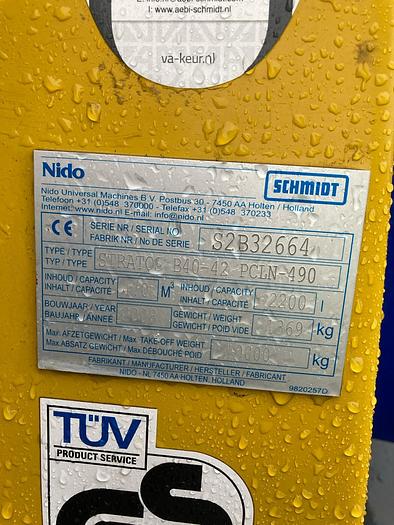 I: www.aebi-schmidt.nl
va-keur.nl
Nido
SCHMIDT
Nido Universal Machines B.V. Postbus 30 - 7450 AA Holten / Holland
Telefoon +31 (0)548 370000 - Telefax +31 (0)548 370233
Internet: www.nido.nl E-mail: info@nido.nl
CE
SERIE NR / SERIAL NO
FABRIK NR / No DE SERIE
S2B32664
TYPE / TYPE
TYP / TYPE
STRATOS B40-42 PCLN-490
INHOUD / CAPACITY
INHALT / CAPACITÉ
M³
INHOUD / CAPACITY
INHALT / CAPACITÉ
2200 l
BOUWJAAR / YEAR
BAUJAHR / ANNÉE
GEWICHT / WEIGHT
GEWICHT / POID VIDE
kg
Max. AFZETGEWICHT / Max. TAKE-OFF WEIGHT
Max. ABSATZ GEWICHT / Max. DÉBOUCHÉ POID
kg
FABRIKANT / MANUFACTURER / HERSTELLER / FABRICANT
NIDO - NL 7450 AA HOLTEN, HOLLAND
9820257D
TÜV
PRODUCT SERVICE
GS